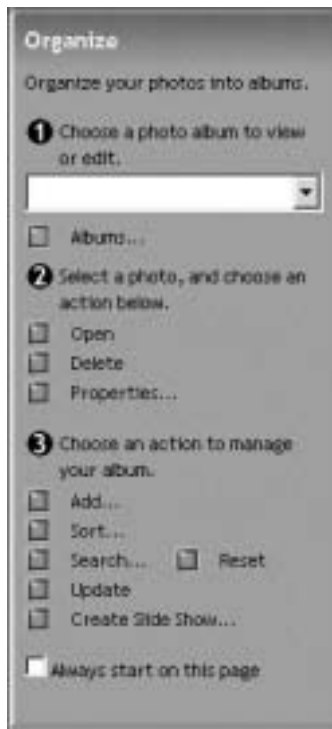 Organize
Organize your photos into albums.
1 Choose a photo album to view
or edit.
Albums...
2 Select a photo, and choose an
action below.
Open
Delete
Properties...
3 Choose an action to manage
your album.
Add...
Sort...
Search... Reset
Update
Create Slide Show...
Always start on this page